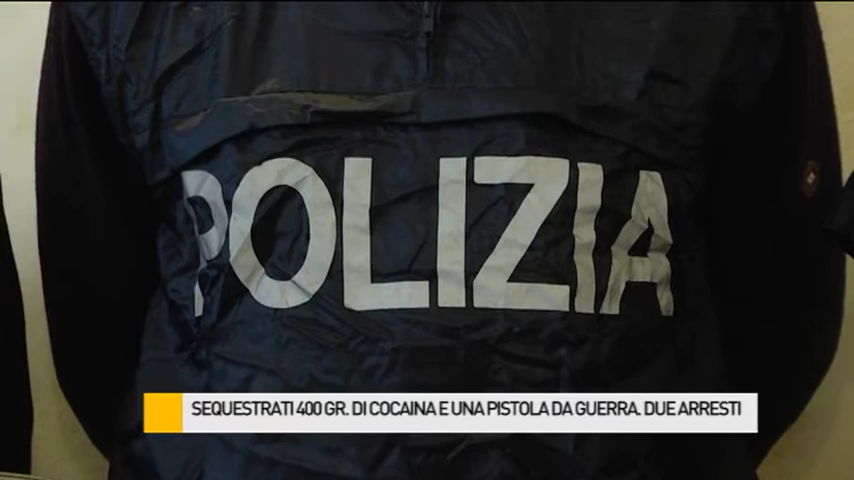 POLIZIA
SEQUESTRATI 400 GR. DI COCAINA E UNA PISTOLA DA GUERRA. DUE ARRESTI